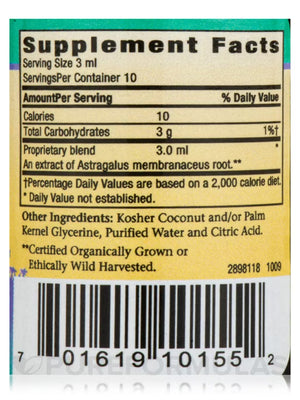 Supplement Facts
Serving Size 3 ml
ServingsPer Container 10
AmountPer Serving % Daily Value
Calories 10
Total Carbohydrates 3 g 1%†
Proprietary blend 3.0 ml *
An extract of Astragalus membranaceus root.**
†Percentage Daily Values are based on a 2,000 calorie diet.
* Daily Value not established.
Other Ingredients: Kosher Coconut and/or Palm
Kernel Glycerine, Purified Water and Citric Acid.
**Certified Organically Grown or
Ethically Wild Harvested.
2898118 1009
7 01619 10155 2
PUREFORMULAS